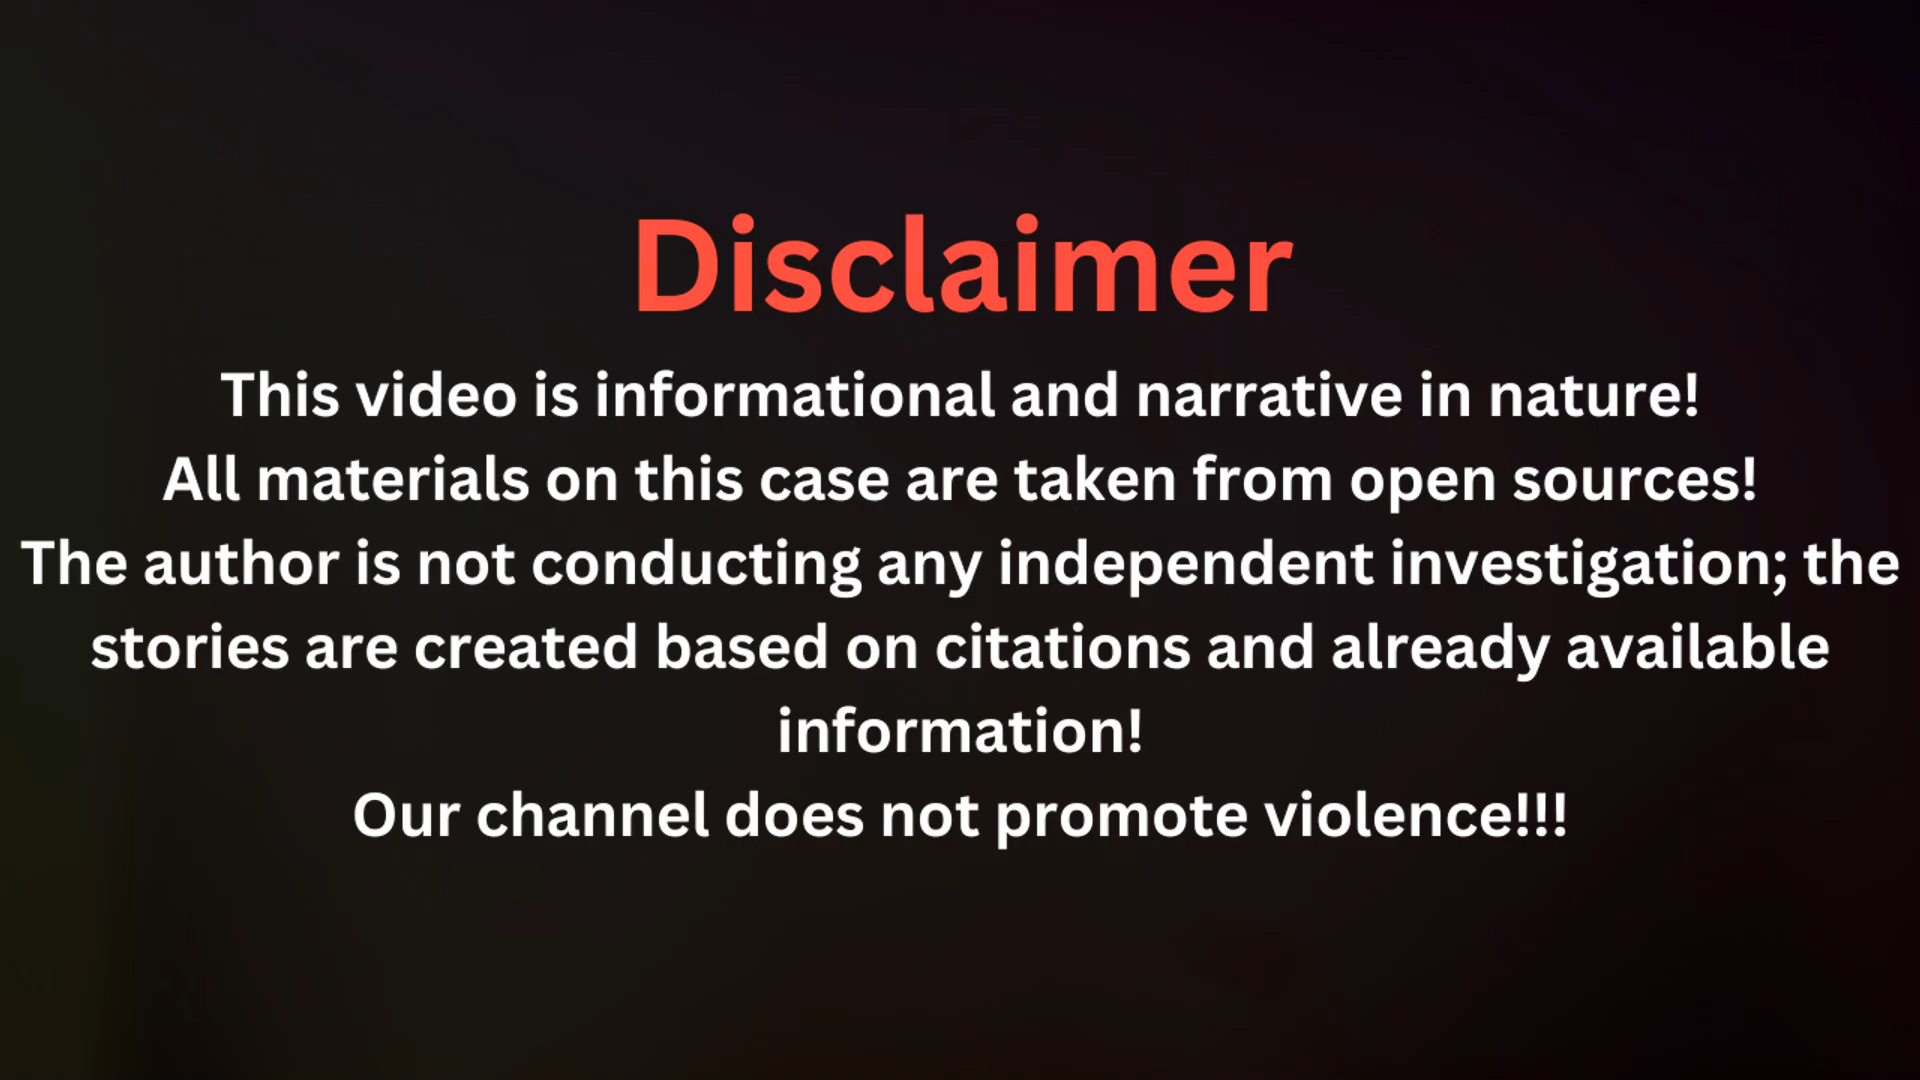 Disclaimer
This video is informational and narrative in nature!
All materials on this case are taken from open sources!
The author is not conducting any independent investigation; the
stories are created based on citations and already available
information!
Our channel does not promote violence!!!